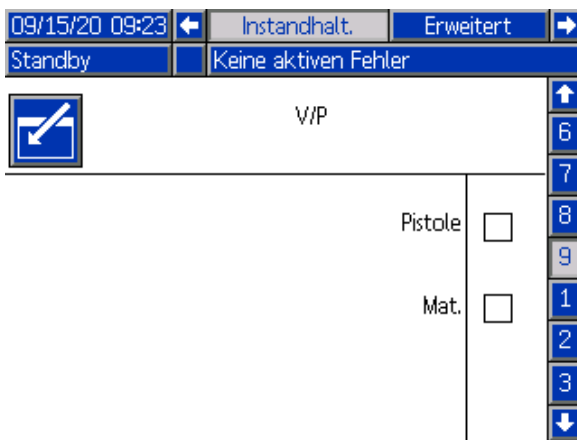 09/15/20 09:23 Instandhalt. Erweitert
Standby Keine aktiven Fehler
V/P
6
7
8
Pistole
9
1
Mat.
2
3